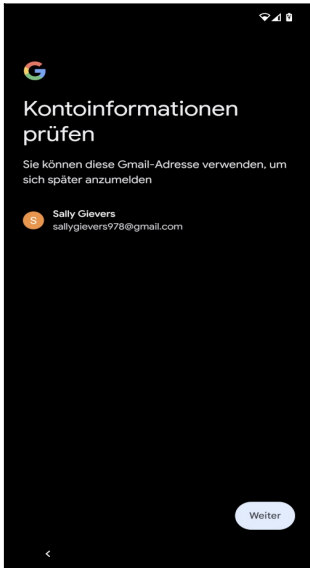 Kontoinformationen
prüfen
Sie können diese Gmail-Adresse verwenden, um
sich später anzumelden
S
Sally Gievers
sallygievers978@gmail.com
Weiter